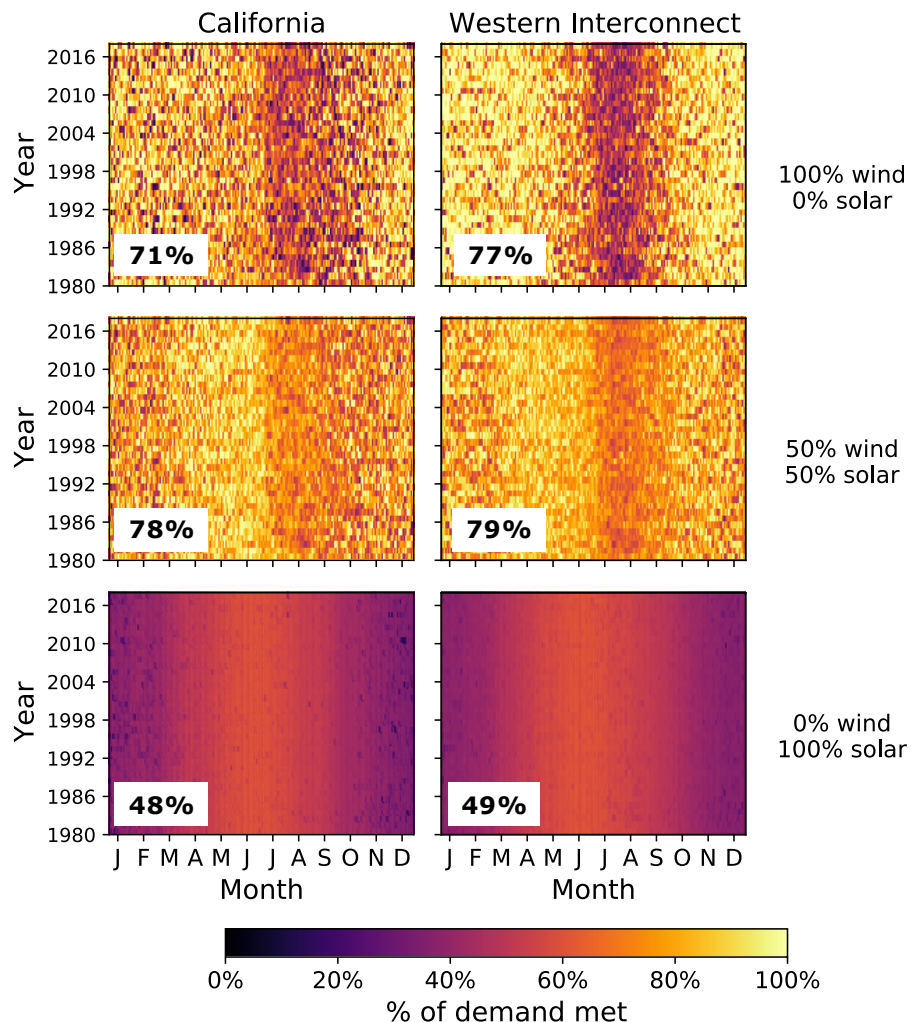 California
Western Interconnect
Year
2016
2010
2004
1998
1992
1986
1980
71%
77%
100% wind
0% solar
Year
2016
2010
2004
1998
1992
1986
1980
78%
79%
50% wind
50% solar
Year
2016
2010
2004
1998
1992
1986
1980
48%
49%
0% wind
100% solar
J F M A M J J A S O N D
J F M A M J J A S O N D
Month
Month
0% 20% 40% 60% 80% 100%
% of demand met